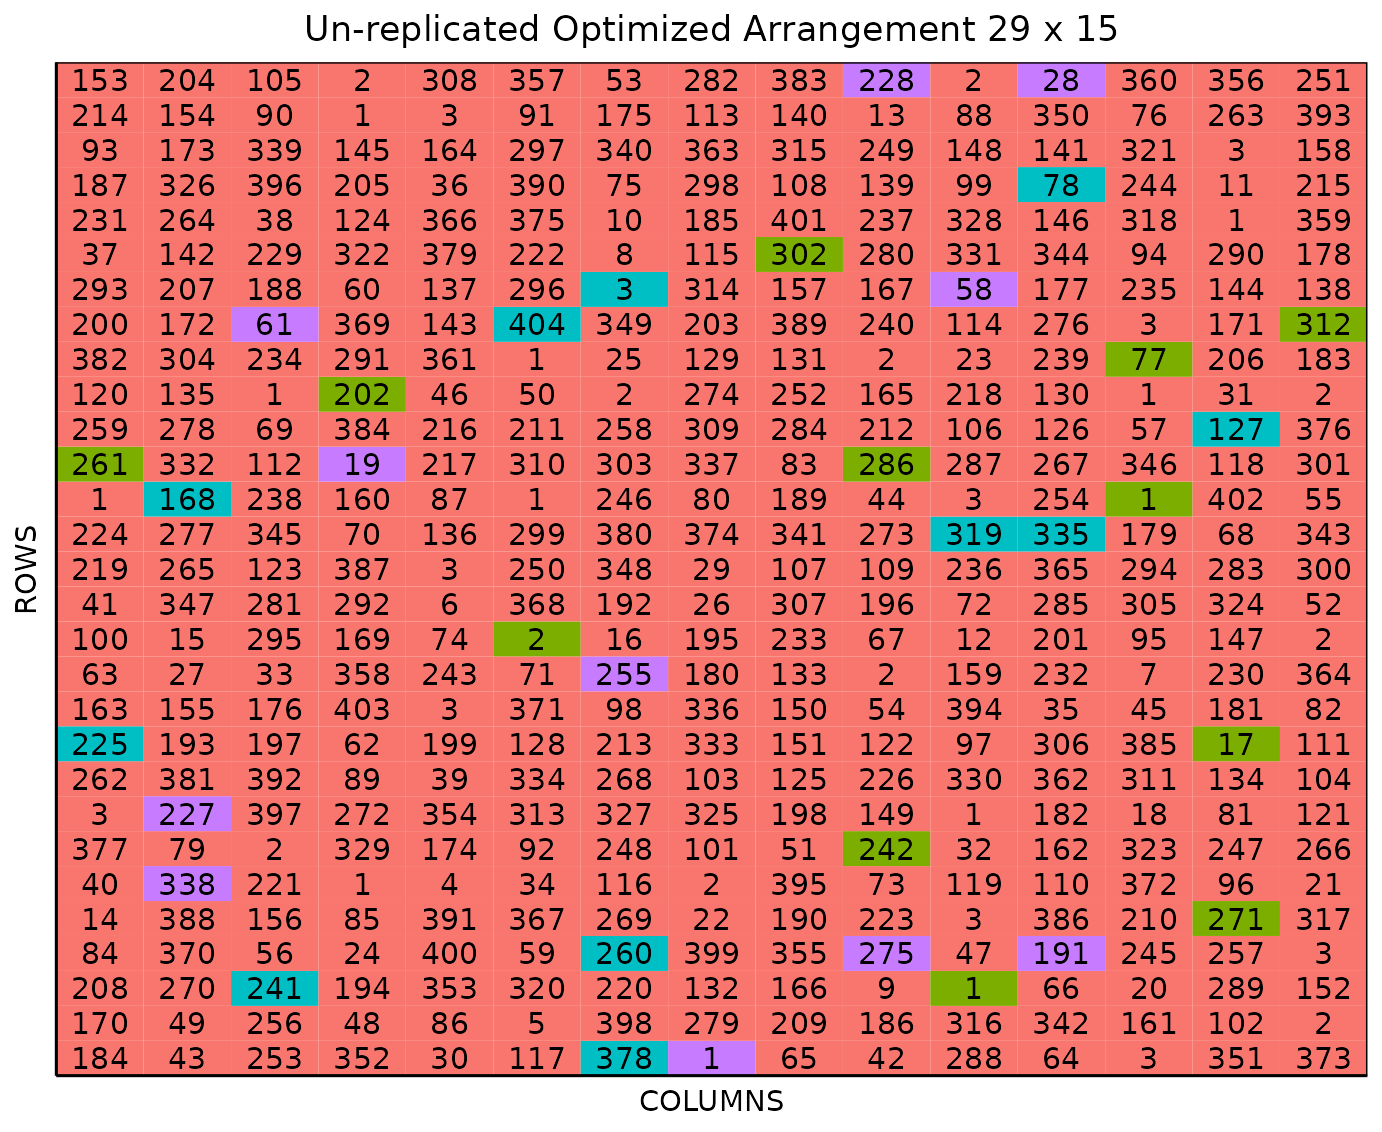 Un-replicated Optimized Arrangement 29 x 15
153 204 105 2 308 357 53 282 383 228 2 28 360 356 251
214 154 90 1 3 91 175 113 140 13 88 350 76 263 393
93 173 339 145 164 297 340 363 315 249 148 141 321 3 158
187 326 396 205 36 390 75 298 108 139 99 78 244 11 215
231 264 38 124 366 375 10 185 401 237 328 146 318 1 359
37 142 229 322 379 222 8 115 302 280 331 344 94 290 178
293 207 188 60 137 296 3 314 157 167 58 177 235 144 138
200 172 61 369 143 404 349 203 389 240 114 276 3 171 312
382 304 234 291 361 1 25 129 131 2 23 239 77 206 183
120 135 1 202 46 50 2 274 252 165 218 130 1 31 2
259 278 69 384 216 211 258 309 284 212 106 126 57 127 376
261 332 112 19 217 310 303 337 83 286 287 267 346 118 301
1 168 238 160 87 1 246 80 189 44 3 254 1 402 55
224 277 345 70 136 299 380 374 341 273 319 335 179 68 343
219 265 123 387 3 250 348 29 107 109 236 365 294 283 300
41 347 281 292 6 368 192 26 307 196 72 285 305 324 52
100 15 295 169 74 2 16 195 233 67 12 201 95 147 2
63 27 33 358 243 71 255 180 133 2 159 232 7 230 364
163 155 176 403 3 371 98 336 150 54 394 35 45 181 82
225 193 197 62 199 128 213 333 151 122 97 306 385 17 111
262 381 392 89 39 334 268 103 125 226 330 362 311 134 104
3 227 397 272 354 313 327 325 198 149 1 182 18 81 121
377 79 2 329 174 92 248 101 51 242 32 162 323 247 266
40 338 221 1 4 34 116 2 395 73 119 110 372 96 21
14 388 156 85 391 367 269 22 190 223 3 386 210 271 317
84 370 56 24 400 59 260 399 355 275 47 191 245 257 3
208 270 241 194 353 320 220 132 166 9 1 66 20 289 152
170 49 256 48 86 5 398 279 209 186 316 342 161 102 2
184 43 253 352 30 117 378 1 65 42 288 64 3 351 373
ROWS
COLUMNS